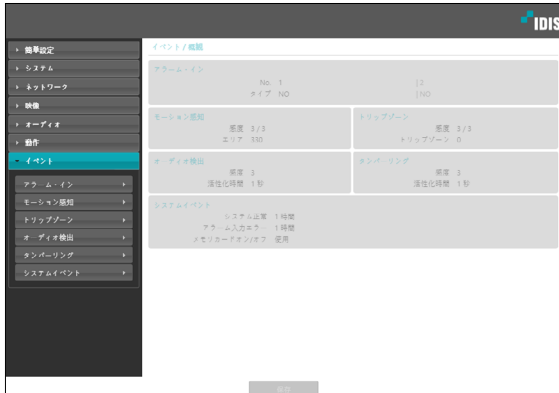 IDIS
簡単設定
システム
ネットワーク
映像
オーディオ
動作
イベント
アラーム・イン
モーション感知
トリップゾーン
オーディオ検出
タンパーリング
システムイベント
イベント / 概観
アラーム・イン
No. 1 | 2
タイプ NO | NO
モーション感知
感度 3 / 3
エリア 330
トリップゾーン
感度 3 / 3
トリップゾーン 0
オーディオ検出
感度 3
活性化時間 1 秒
タンパーリング
感度 3
活性化時間 1 秒
システムイベント
システム正常 1 時間
アラーム入力エラー 1 時間
メモリカードオン/オフ 使用